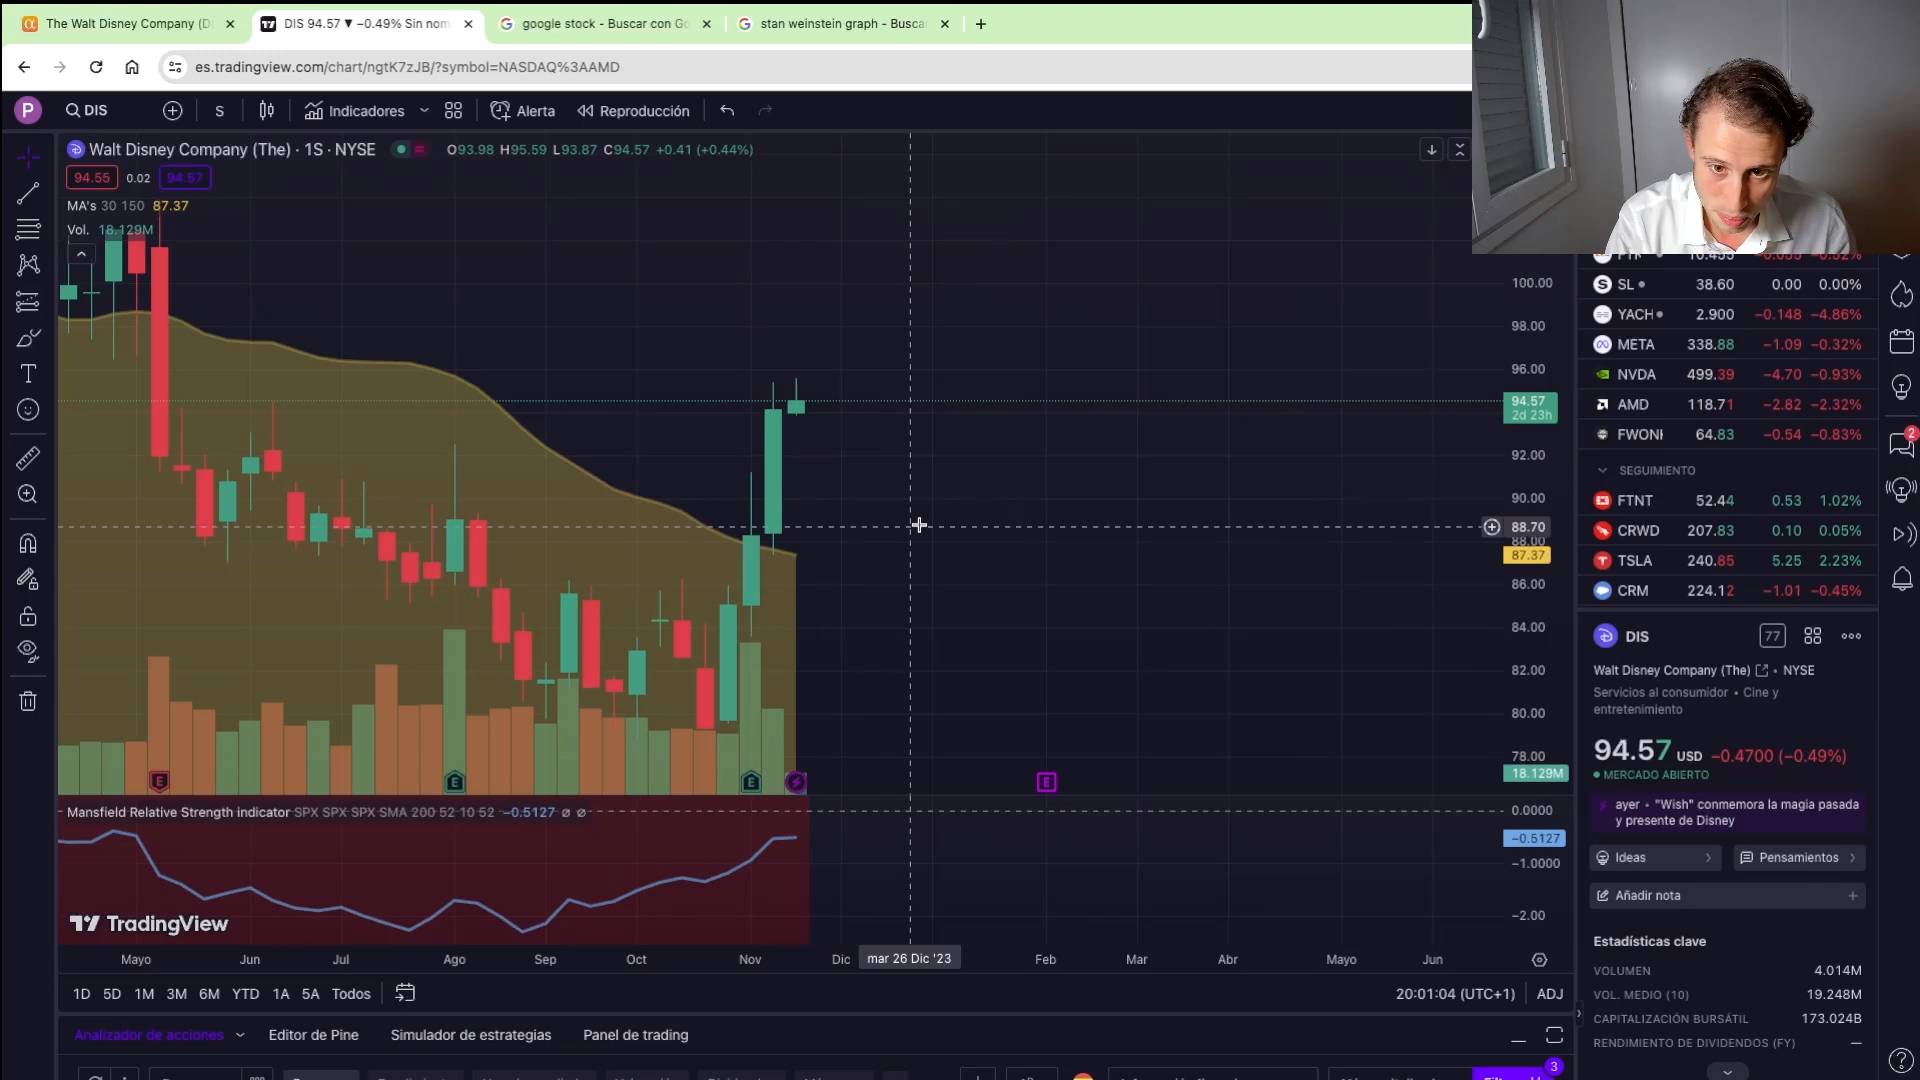 The Walt Disney Company (D
DIS 94.57 ▼ −0.49% Sin nom
google stock - Buscar con Go
stan weinstein graph - Busca
es.tradingview.com/chart/ngtK7zJB/?symbol=NASDAQ%3AAMD
P
DIS
S
Indicadores
Alerta
Reproducción
Walt Disney Company (The) · 1S · NYSE
O93.98 H95.59 L93.87 C94.57 +0.41 (+0.44%)
94.55 0.02 94.57
MA's 30 150 87.37
Vol. 18.129M
100.00
98.00
96.00
94.57
2d 23h
92.00
90.00
88.70
88.00
87.37
86.00
84.00
82.00
80.00
78.00
18.129M
E
E
E
E
Mansfield Relative Strength indicator SPX SPX SPX SMA 200 52 10 52 −0.5127 ø ø
0.0000
−0.5127
−1.0000
−2.00
TradingView
Mayo Jun Jul Ago Sep Oct Nov Dic mar 26 Dic '23 Feb Mar Abr Mayo Jun
1D 5D 1M 3M 6M YTD 1A 5A Todos
20:01:04 (UTC+1) ADJ
Analizador de acciones
Editor de Pine
Simulador de estrategias
Panel de trading
3
SL 38.60 0.00 0.00%
YACH 2.900 −0.148 −4.86%
META 338.88 −1.09 −0.32%
NVDA 499.39 −4.70 −0.93%
AMD 118.71 −2.82 −2.32%
FWONK 64.83 −0.54 −0.83%
SEGUIMIENTO
FTNT 52.44 0.53 1.02%
CRWD 207.83 0.10 0.05%
TSLA 240.85 5.25 2.23%
CRM 224.12 −1.01 −0.45%
2
DIS
77
Walt Disney Company (The) • NYSE
Servicios al consumidor • Cine y
entretenimiento
94.57 USD −0.4700 (−0.49%)
MERCADO ABIERTO
ayer • "Wish" conmemora la magia pasada
y presente de Disney
Ideas
Pensamientos
Añadir nota
Estadísticas clave
VOLUMEN 4.014M
VOL. MEDIO (10) 19.248M
CAPITALIZACIÓN BURSÁTIL 173.024B
RENDIMIENTO DE DIVIDENDOS (FY) —